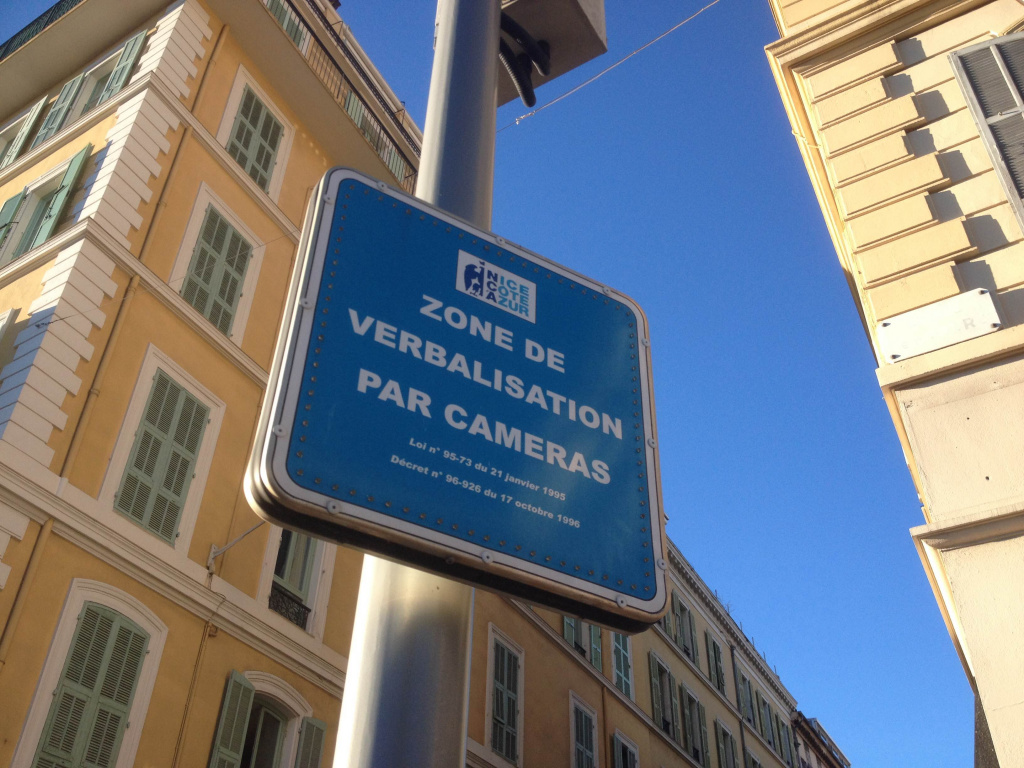 NICE
CÔTE
D'AZUR
ZONE DE
VERBALISATION
PAR CAMERAS
Loi n° 95-73 du 21 janvier 1995
Décret n° 96-926 du 17 octobre 1996
R